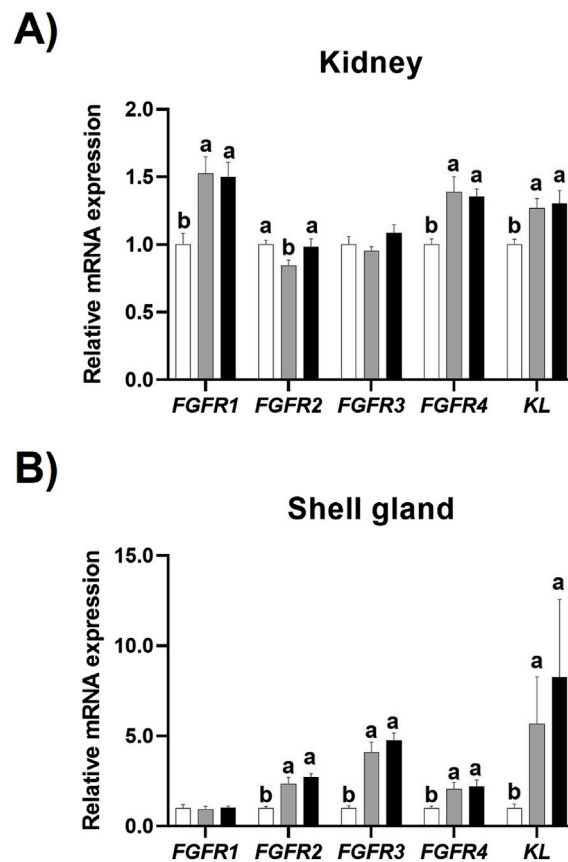 A)
Kidney
Relative mRNA expression
2.0
1.5
1.0
0.5
0.0
b a a
a b a
b a a
b a a
FGFR1 FGFR2 FGFR3 FGFR4 KL
B)
Shell gland
Relative mRNA expression
15.0
10.0
5.0
0.0
b a a
b a a
b a a
b a a
FGFR1 FGFR2 FGFR3 FGFR4 KL